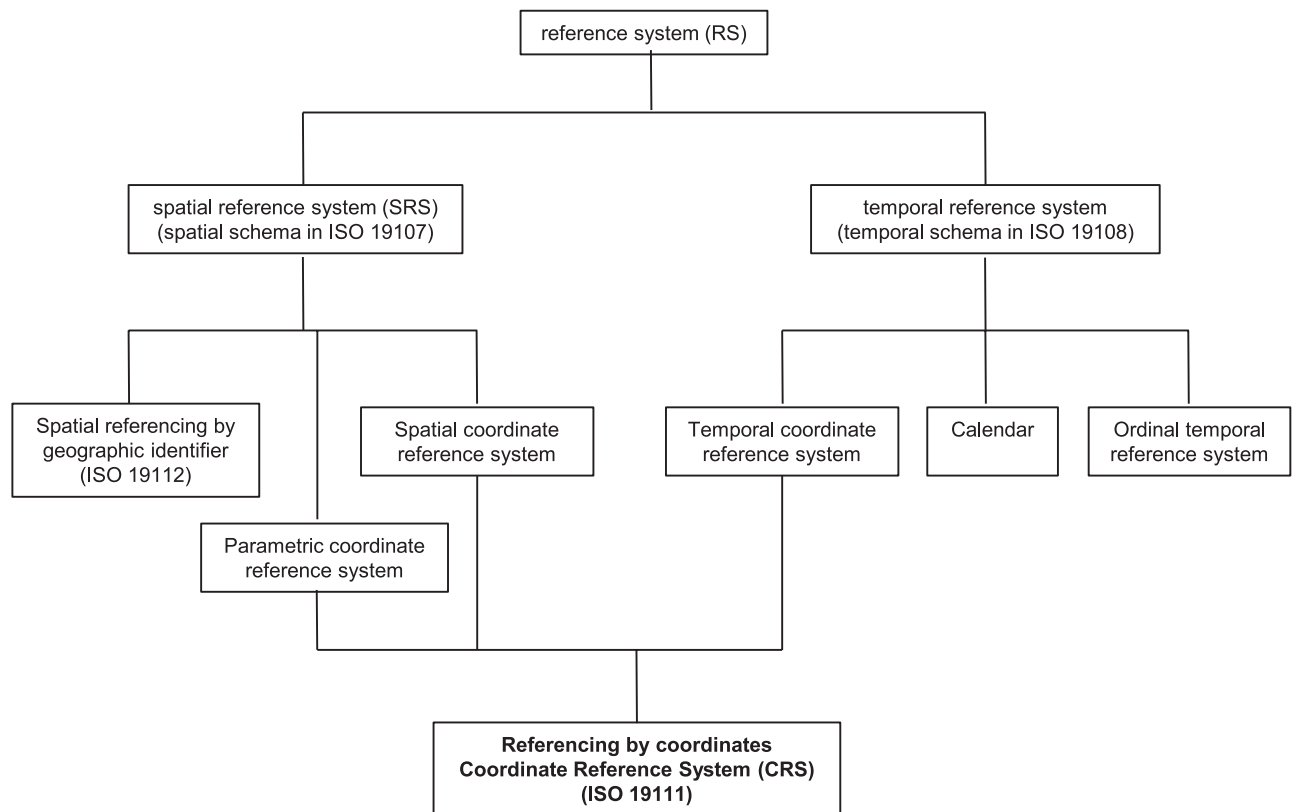 reference system (RS)
spatial reference system (SRS)
(spatial schema in ISO 19107)
temporal reference system
(temporal schema in ISO 19108)
Spatial referencing by
geographic identifier
(ISO 19112)
Spatial coordinate
reference system
Temporal coordinate
reference system
Calendar
Ordinal temporal
reference system
Parametric coordinate
reference system
Referencing by coordinates
Coordinate Reference System (CRS)
(ISO 19111)